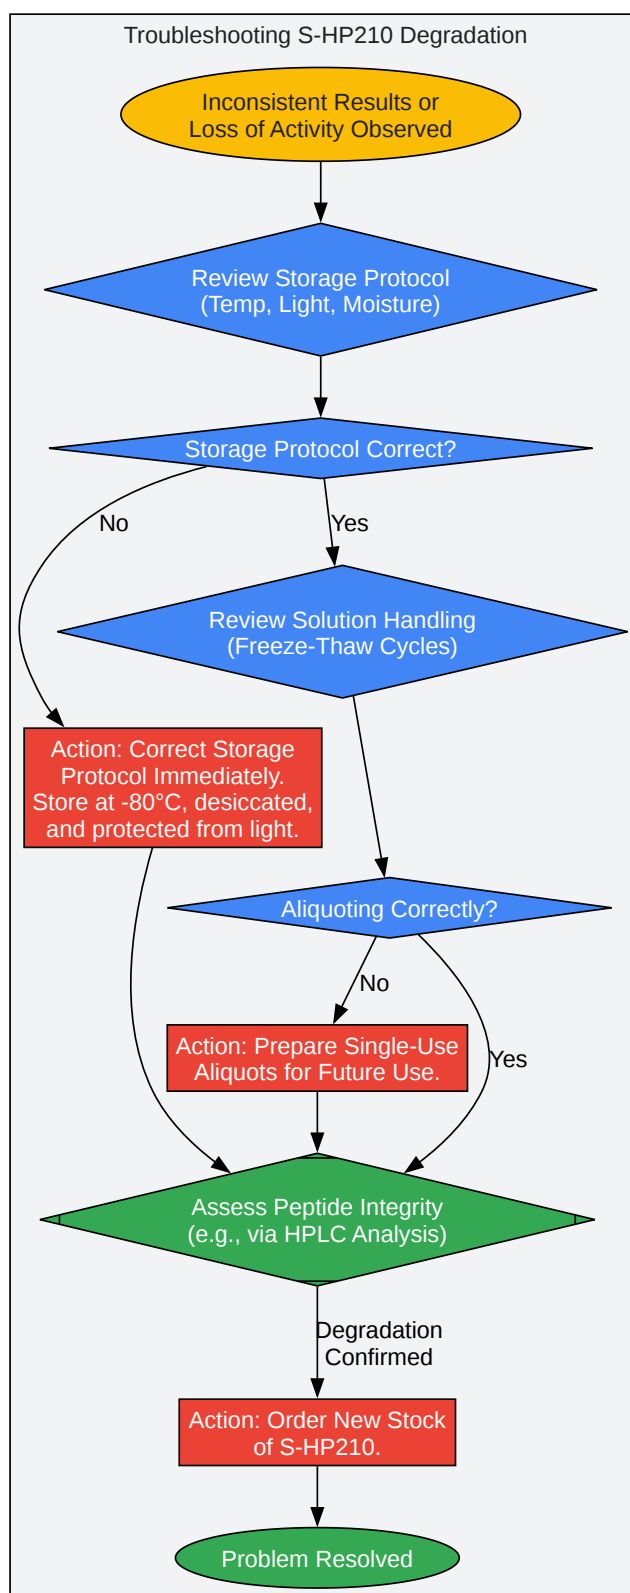 Troubleshooting S-HP210 Degradation
Inconsistent Results or
Loss of Activity Observed
Review Storage Protocol
(Temp, Light, Moisture)
Storage Protocol Correct?
No
Yes
Review Solution Handling
(Freeze-Thaw Cycles)
Action: Correct Storage
Protocol Immediately.
Store at -80°C, desiccated,
and protected from light.
Aliquoting Correctly?
No
Yes
Action: Prepare Single-Use
Aliquots for Future Use.
Assess Peptide Integrity
(e.g., via HPLC Analysis)
Degradation
Confirmed
Action: Order New Stock
of S-HP210.
Problem Resolved